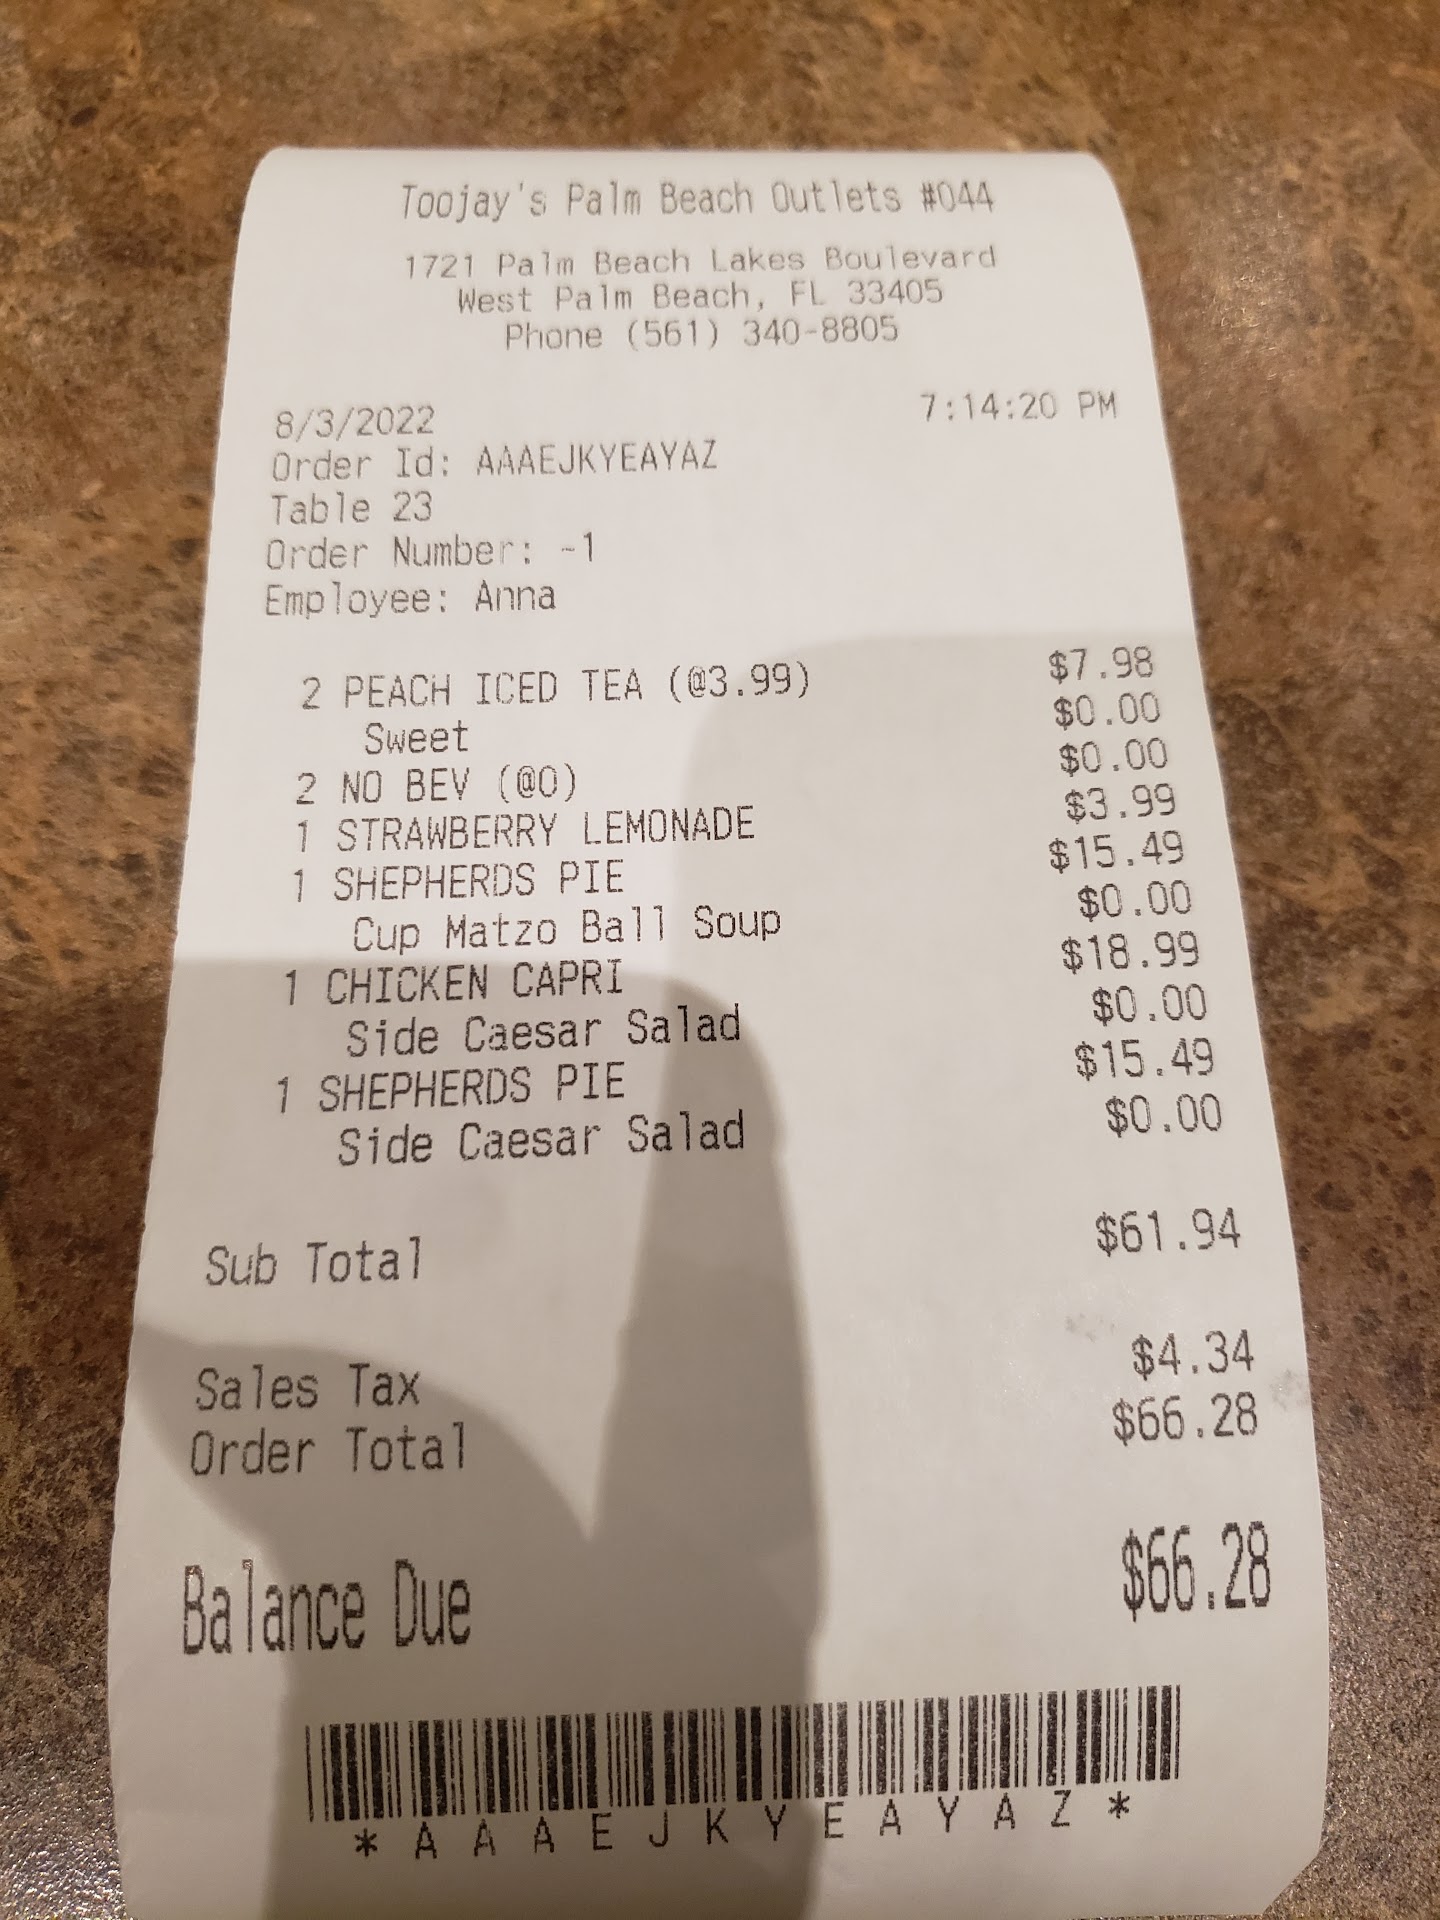 Toojay's Palm Beach Outlets #044
1721 Palm Beach Lakes Boulevard
West Palm Beach, FL 33405
Phone (561) 340-8805
8/3/2022 7:14:20 PM
Order Id: AAAEJKYEAYAZ
Table 23
Order Number: -1
Employee: Anna
2 PEACH ICED TEA (@3.99) $7.98
Sweet $0.00
2 NO BEV (@0) $0.00
1 STRAWBERRY LEMONADE $3.99
1 SHEPHERDS PIE $15.49
Cup Matzo Ball Soup $0.00
1 CHICKEN CAPRI $18.99
Side Caesar Salad $0.00
1 SHEPHERDS PIE $15.49
Side Caesar Salad $0.00
Sub Total $61.94
Sales Tax $4.34
Order Total $66.28
Balance Due $66.28
*AAAEJKYEAYAZ*